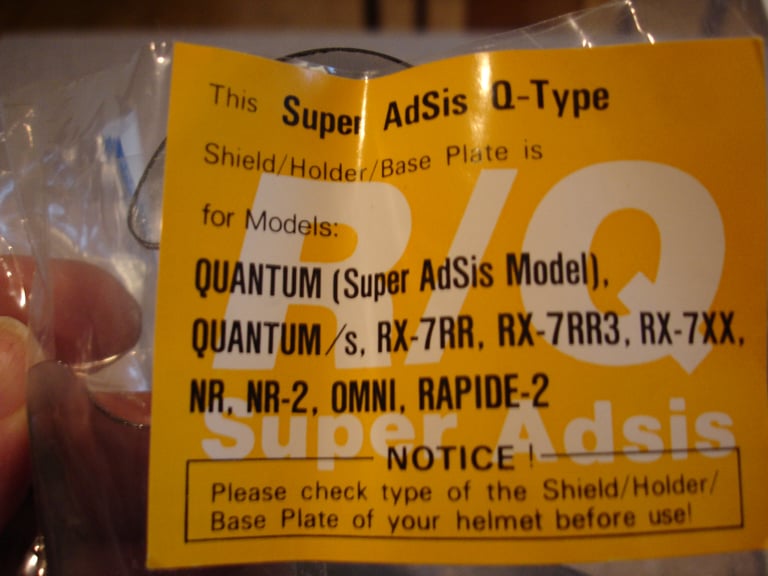 This Super AdSis Q-Type
Shield/Holder/Base Plate is
for Models:
QUANTUM (Super AdSis Model),
QUANTUM/s, RX-7RR, RX-7RR3, RX-7XX,
NR, NR-2, OMNI, RAPIDE-2
R/Q
Super Adsis
NOTICE!
Please check type of the Shield/Holder/
Base Plate of your helmet before use!